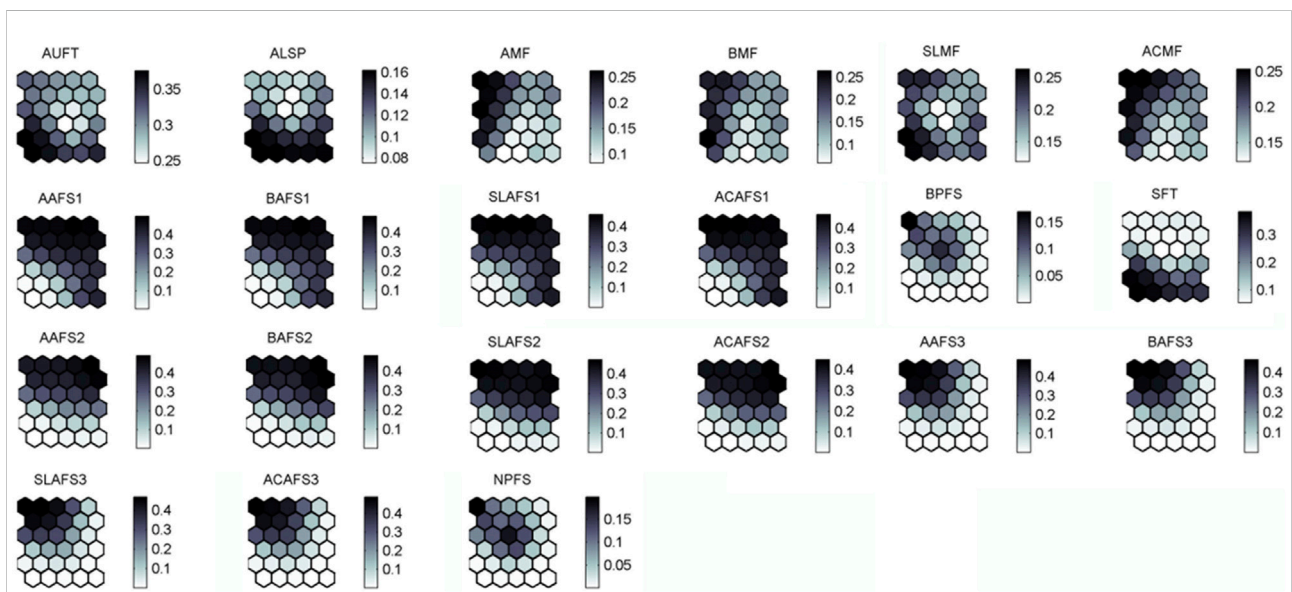 AUFT ALSP AMF BMF SLMF ACMF
0.35 0.3 0.25
0.16 0.14 0.12 0.1 0.08
0.25 0.2 0.15 0.1
0.25 0.2 0.15 0.1
0.25 0.2 0.15
0.25 0.2 0.15
AAFS1 BAFS1 SLAFS1 ACAFS1 BPFS SFT
0.4 0.3 0.2 0.1
0.4 0.3 0.2 0.1
0.4 0.3 0.2 0.1
0.4 0.3 0.2 0.1
0.15 0.10 0.05
0.3 0.2 0.1
AAFS2 BAFS2 SLAFS2 ACAFS2 AAFS3 BAFS3
0.4 0.3 0.2 0.1
0.4 0.3 0.2 0.1
0.4 0.3 0.2 0.1
0.4 0.3 0.2 0.1
0.4 0.3 0.2 0.1
0.4 0.3 0.2 0.1
SLAFS3 ACAFS3 NPFS
0.4 0.3 0.2 0.1
0.4 0.3 0.2 0.1
0.15 0.10 0.05